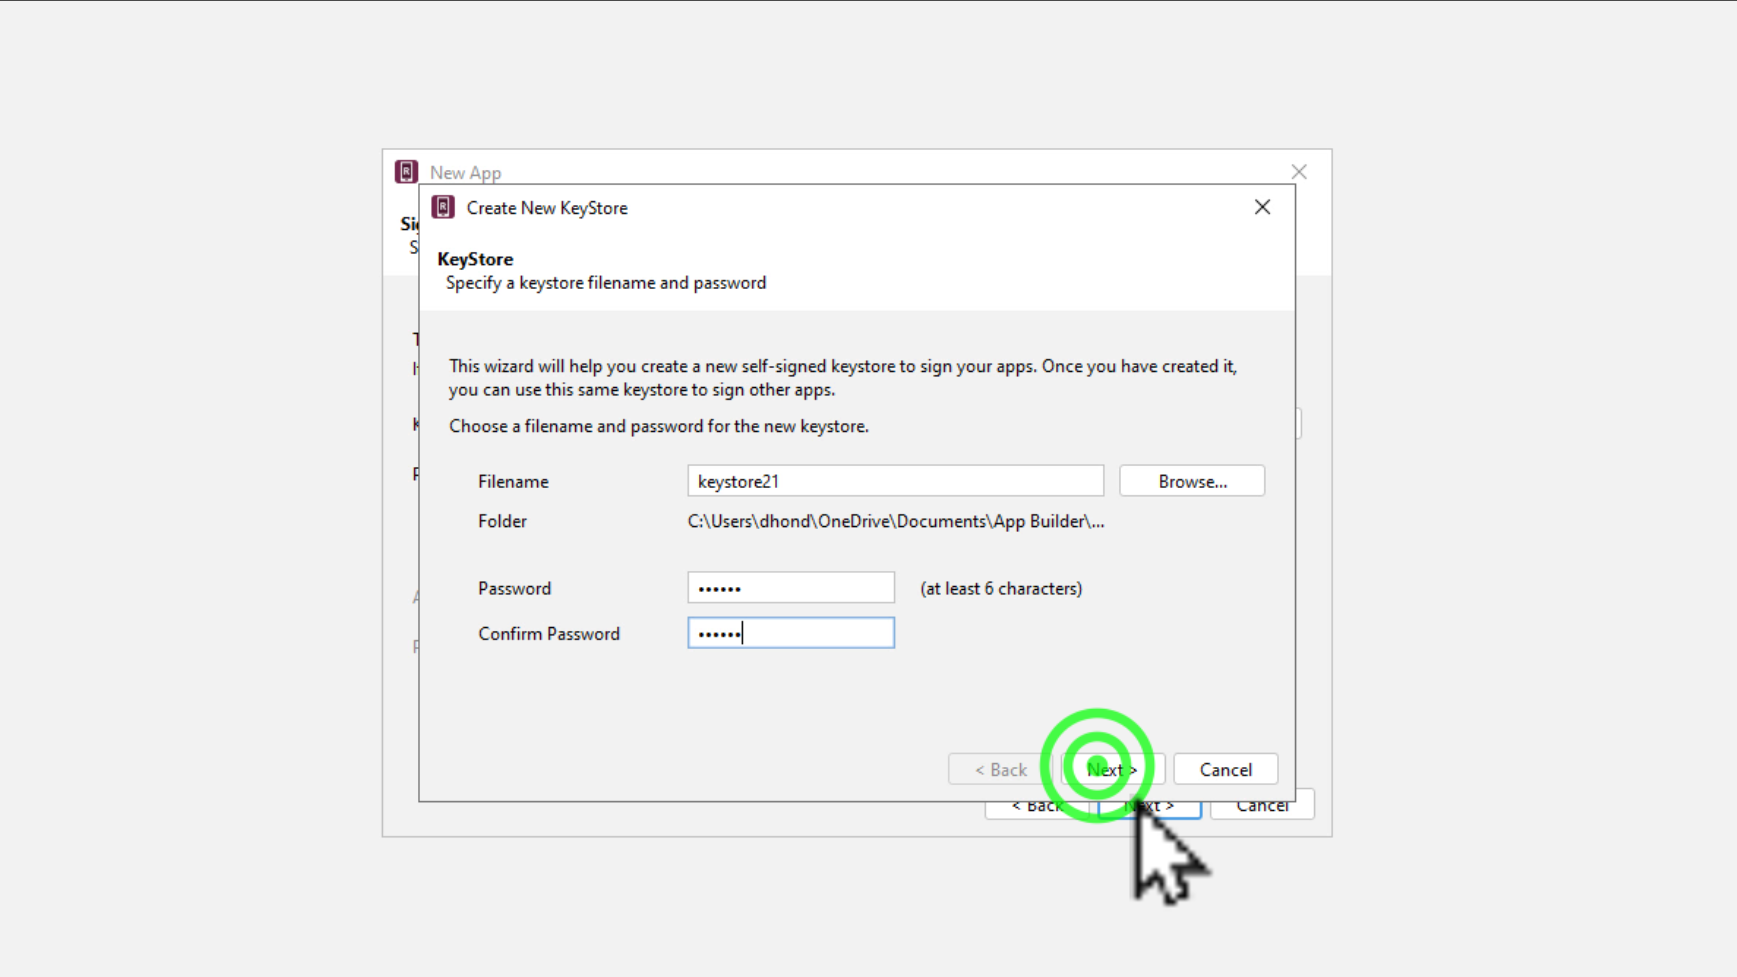 New App
Create New KeyStore
KeyStore
Specify a keystore filename and password
This wizard will help you create a new self-signed keystore to sign your apps. Once you have created it,
you can use this same keystore to sign other apps.
Choose a filename and password for the new keystore.
Filename keystore21 Browse...
Folder C:\Users\dhond\OneDrive\Documents\App Builder\...
Password •••••• (at least 6 characters)
Confirm Password ••••••
< Back Next > Cancel
< Back Next > Cancel